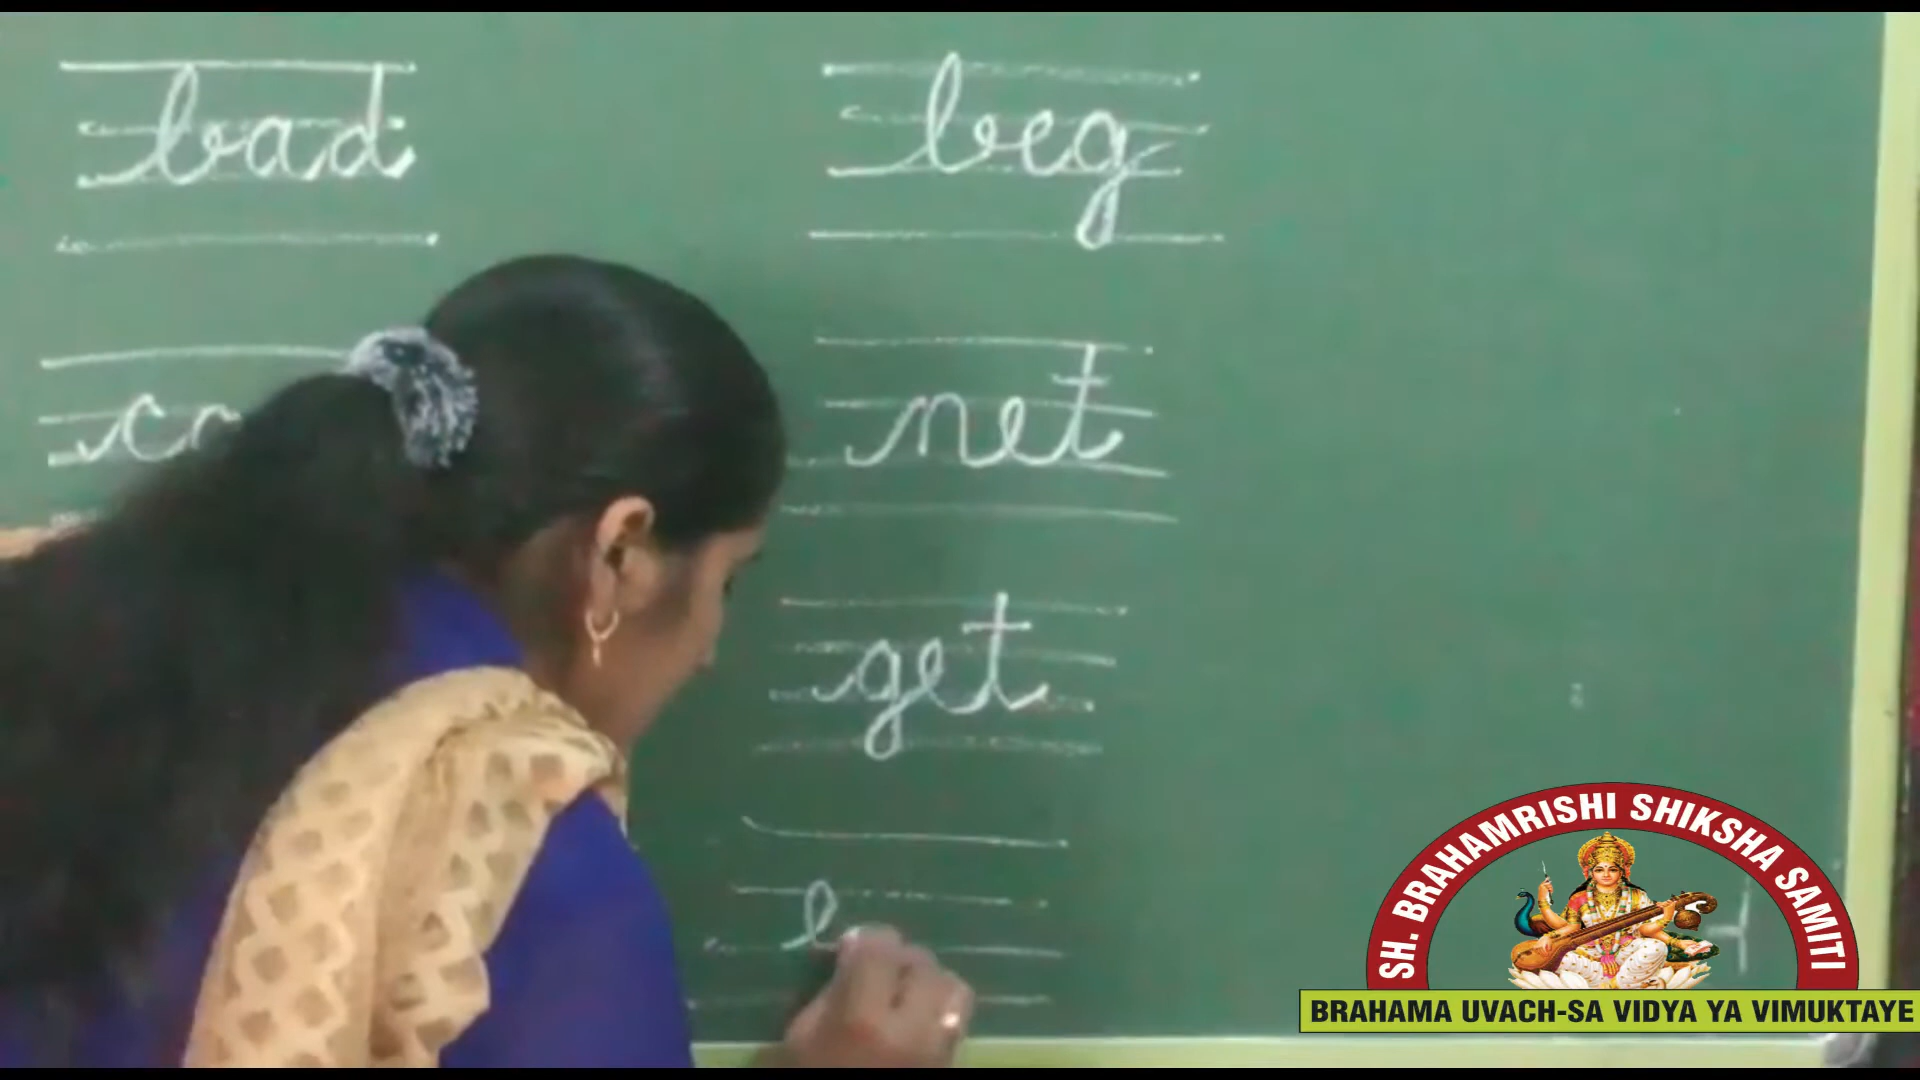 bad
beg
net
get
SH. BRAHAMRISHI SHIKSHA SAMITI
BRAHAMA UVACH-SA VIDYA YA VIMUKTAYE